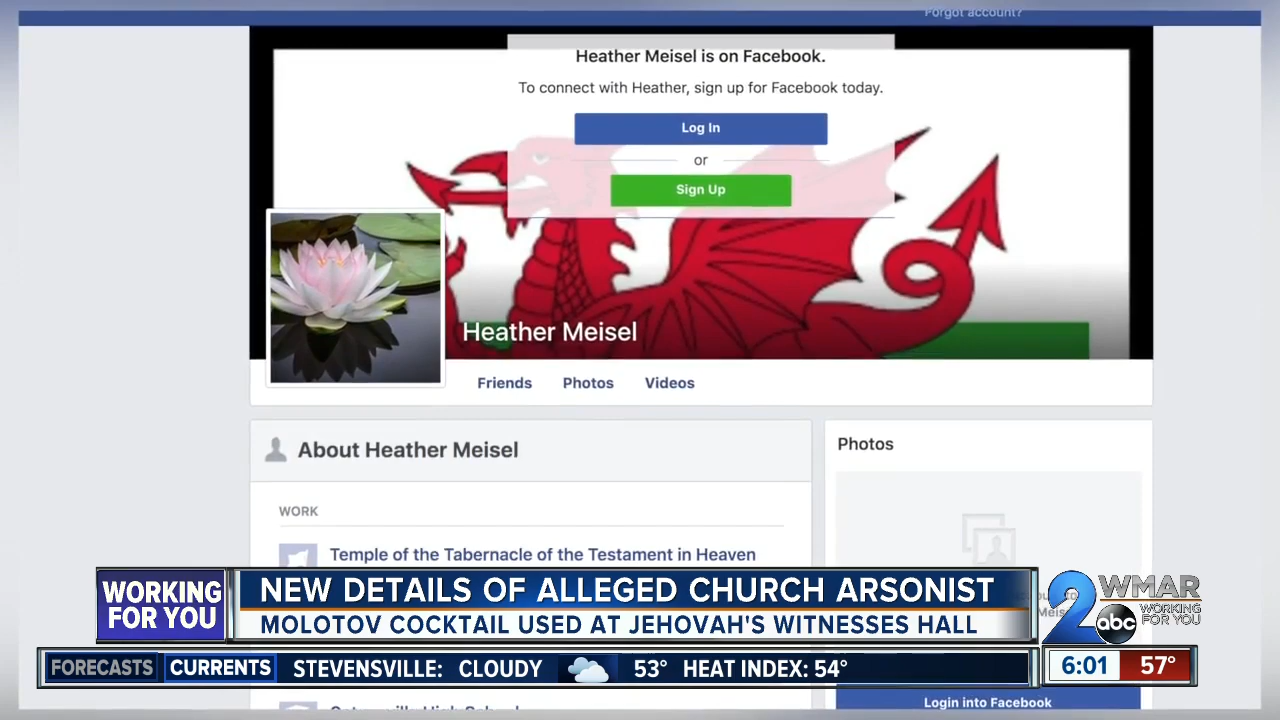 Forgot account?
Heather Meisel is on Facebook.
To connect with Heather, sign up for Facebook today.
Log In
or
Sign Up
Heather Meisel
Friends Photos Videos
About Heather Meisel
Photos
WORK
Temple of the Tabernacle of the Testament in Heaven
WORKING FOR YOU
NEW DETAILS OF ALLEGED CHURCH ARSONIST
MOLOTOV COCKTAIL USED AT JEHOVAH'S WITNESSES HALL
2 WMAR
abc
WORKING FOR YOU
FORECASTS CURRENTS STEVENSVILLE: CLOUDY 53° HEAT INDEX: 54°
6:01 57°
Login into Facebook